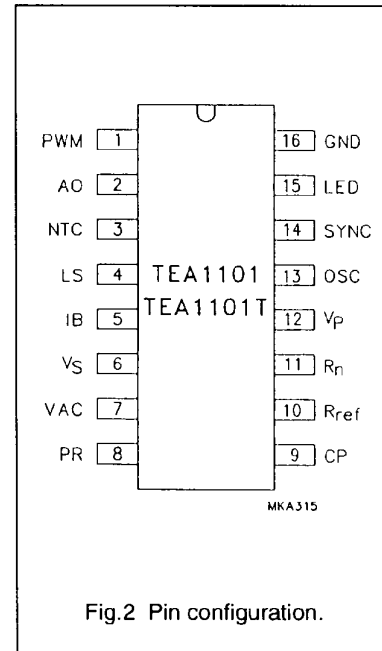 PWM 1 16 GND
AO 2 15 LED
NTC 3 14 SYNC
LS 4 TEA1101 13 OSC
TEA1101T
IB 5 12 VP
VS 6 11 Rn
VAC 7 10 Rref
PR 8 9 CP
MKA315
Fig.2 Pin configuration.